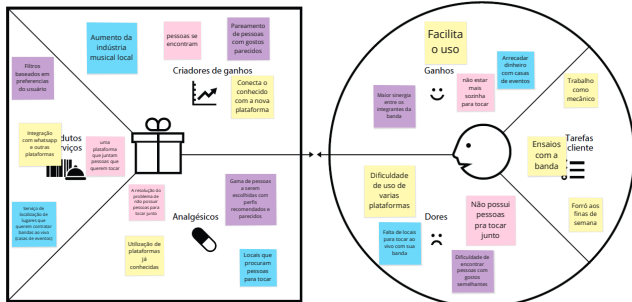 Aumento da
indústria
musical local
pessoas se
encontram
Pareamento
de pessoas
com gostos
parecidos
Filtros
baseados em
preferencias
do usuário
Criadores de ganhos
Conecta o
conhecido
com a nova
plataforma
Integração
com whatsapp
e outras
plataformas
dutos
viços
uma
plataforma
que juntam
pessoas que
querem tocar
A resolução do
problema de
não possuir
pessoas para
tocar junto
Gama de pessoas
a serem
escolhidas com
perfis
recomendados e
parecidos
Serviço de
localização de
lugares que
querem contratar
bandas ao vivo
(casas de eventos)
Analgésicos
Utilização de
plataformas
já
conhecidas
Locais que
procuram
pessoas
para tocar
Facilita
o uso
Ganhos
Maior sinergia
entre os
integrantes da
banda
não estar
mais
sozinha
para tocar
Arrecadar
dinheiro
com casas de
eventos
Trabalho
como
mecânico
Ensaios
com a
banda
Tarefas
cliente
Forró aos
finas de
semana
Dificuldade
de uso de
varias
plataformas
Não possui
pessoas
pra tocar
junto
Falta de locais
para tocar ao
vivo com sua
banda
Dores
Dificuldade de
encontrar
pessoas com
gostos
semelhantes